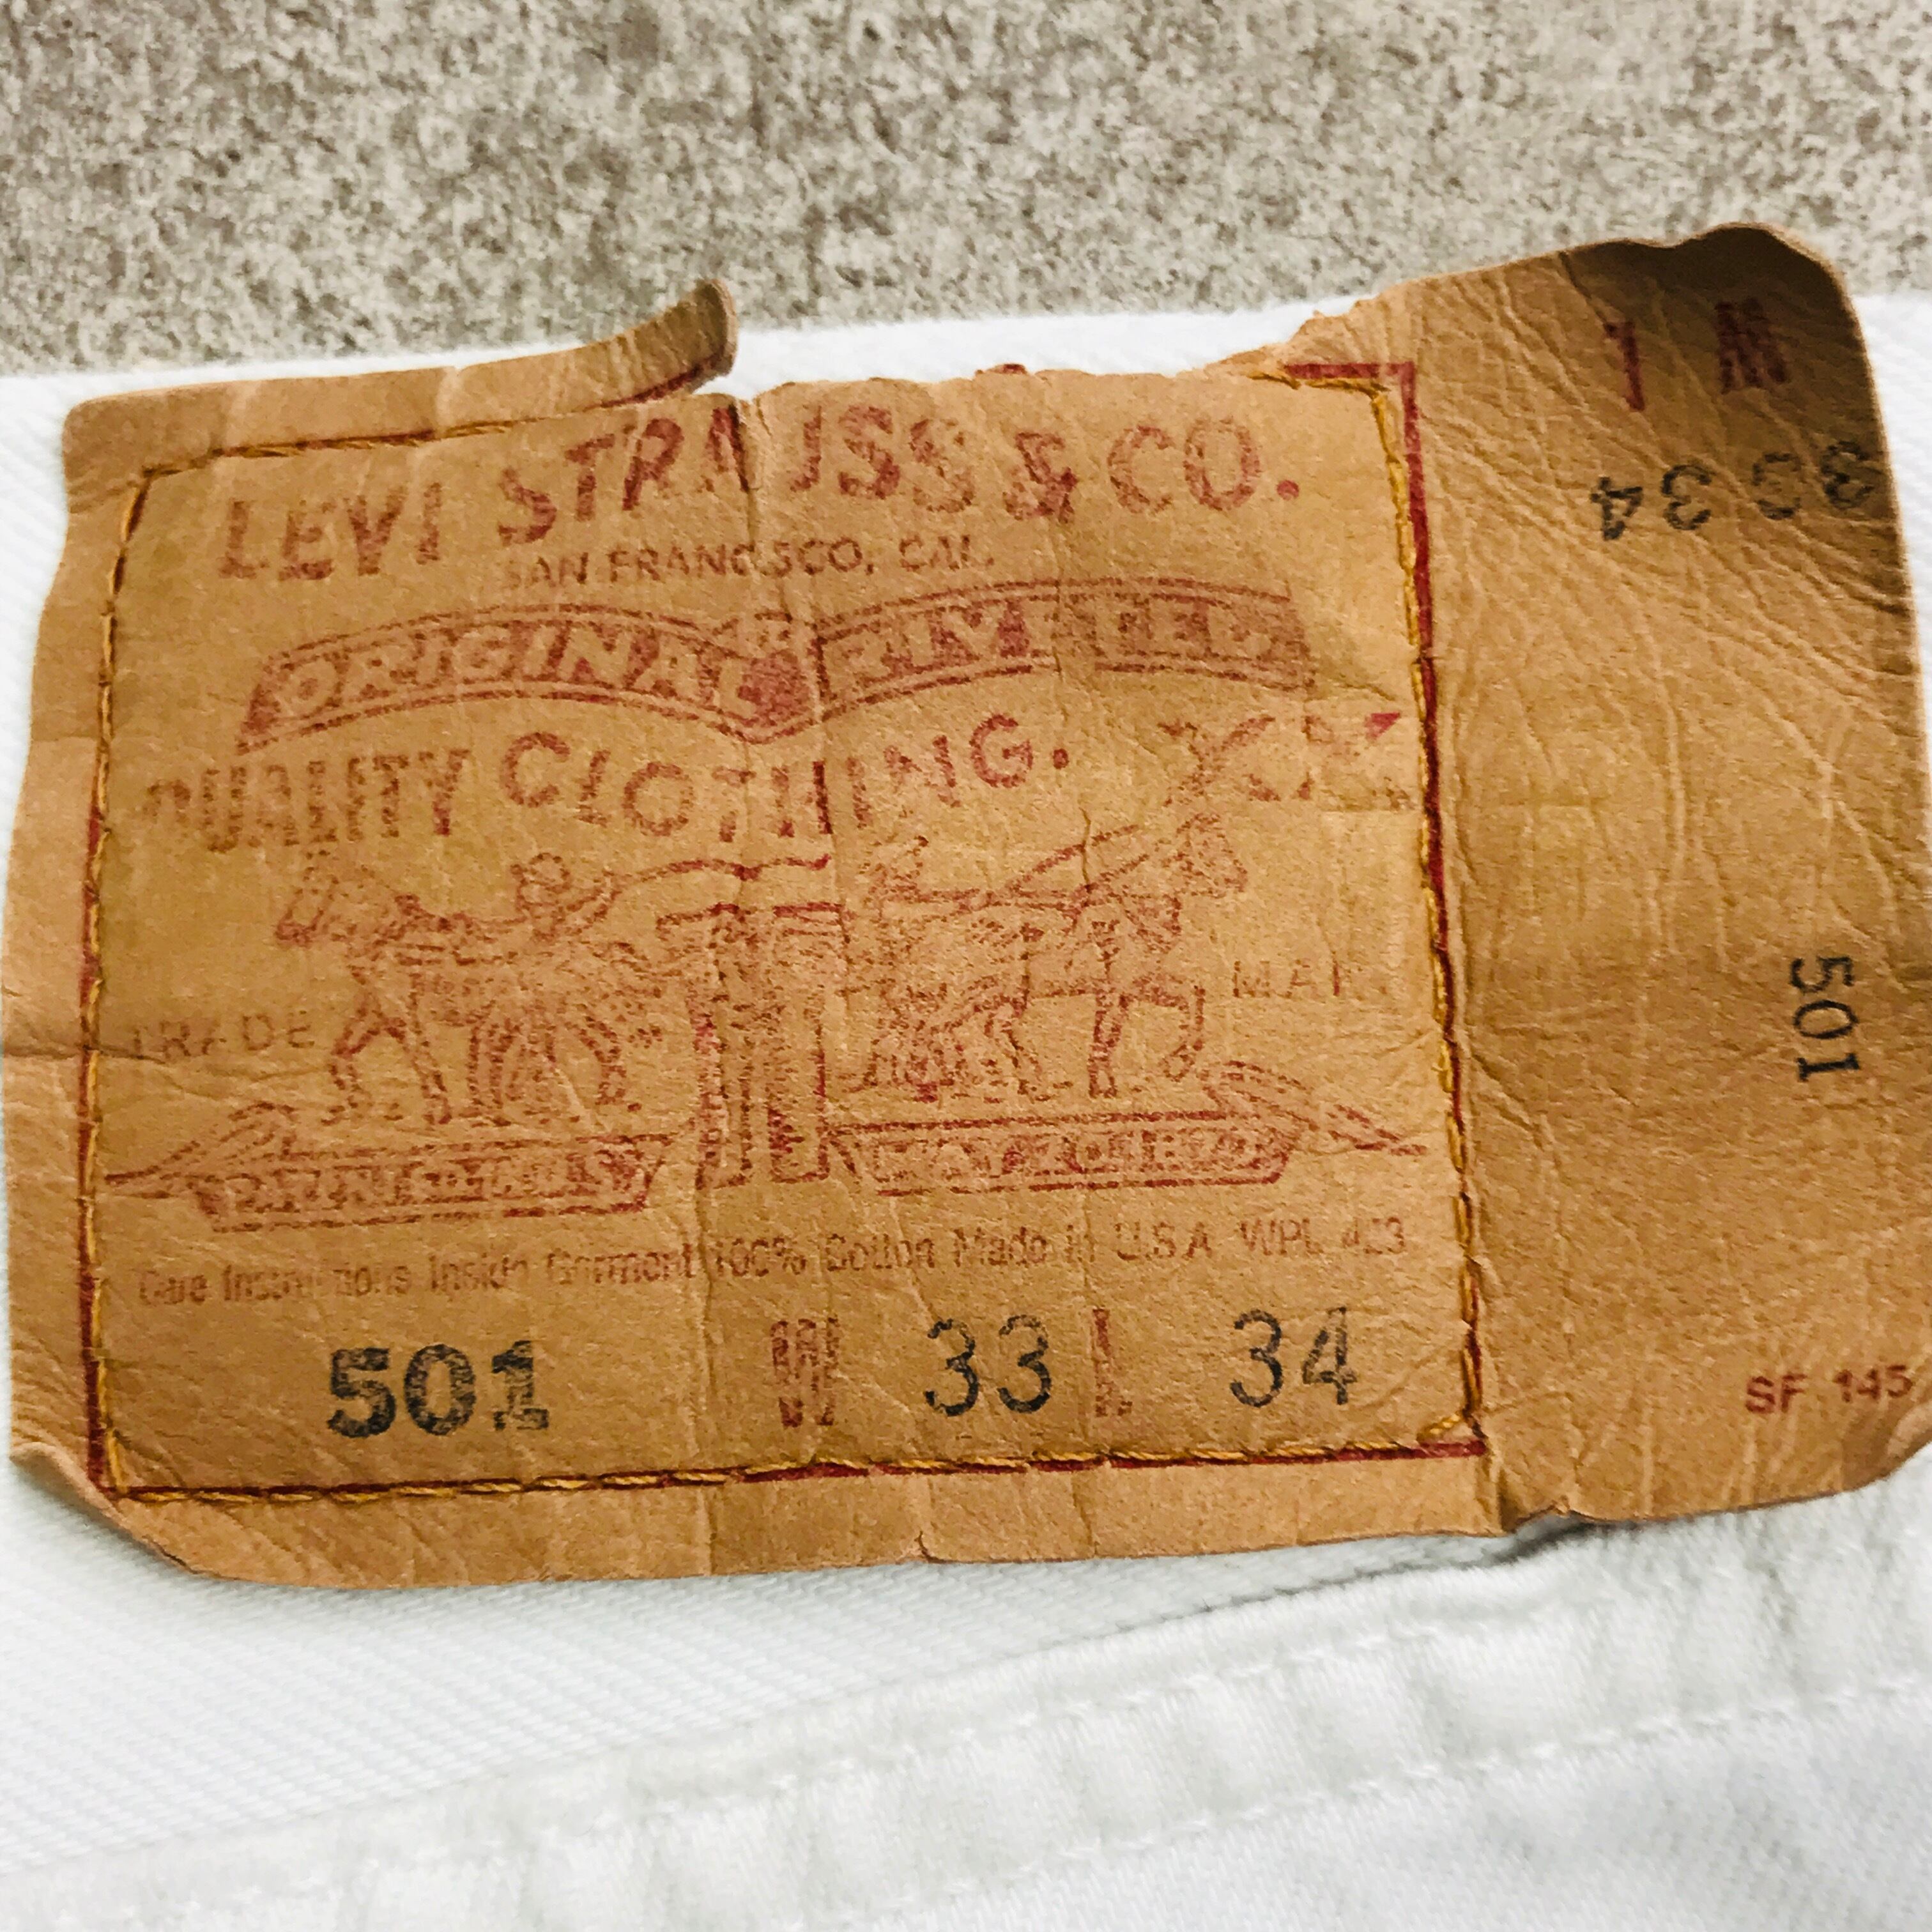 LEVI STRAUSS & CO.
SAN FRANCISCO, CAL.
ORIGINAL RIVETED
QUALITY CLOTHING.
TRADE MARK
Care Instructions Inside Garment 100% Cotton Made in U.S.A. WPL 423
501 W 33 L 34
W 33
L 34
501
SF 145